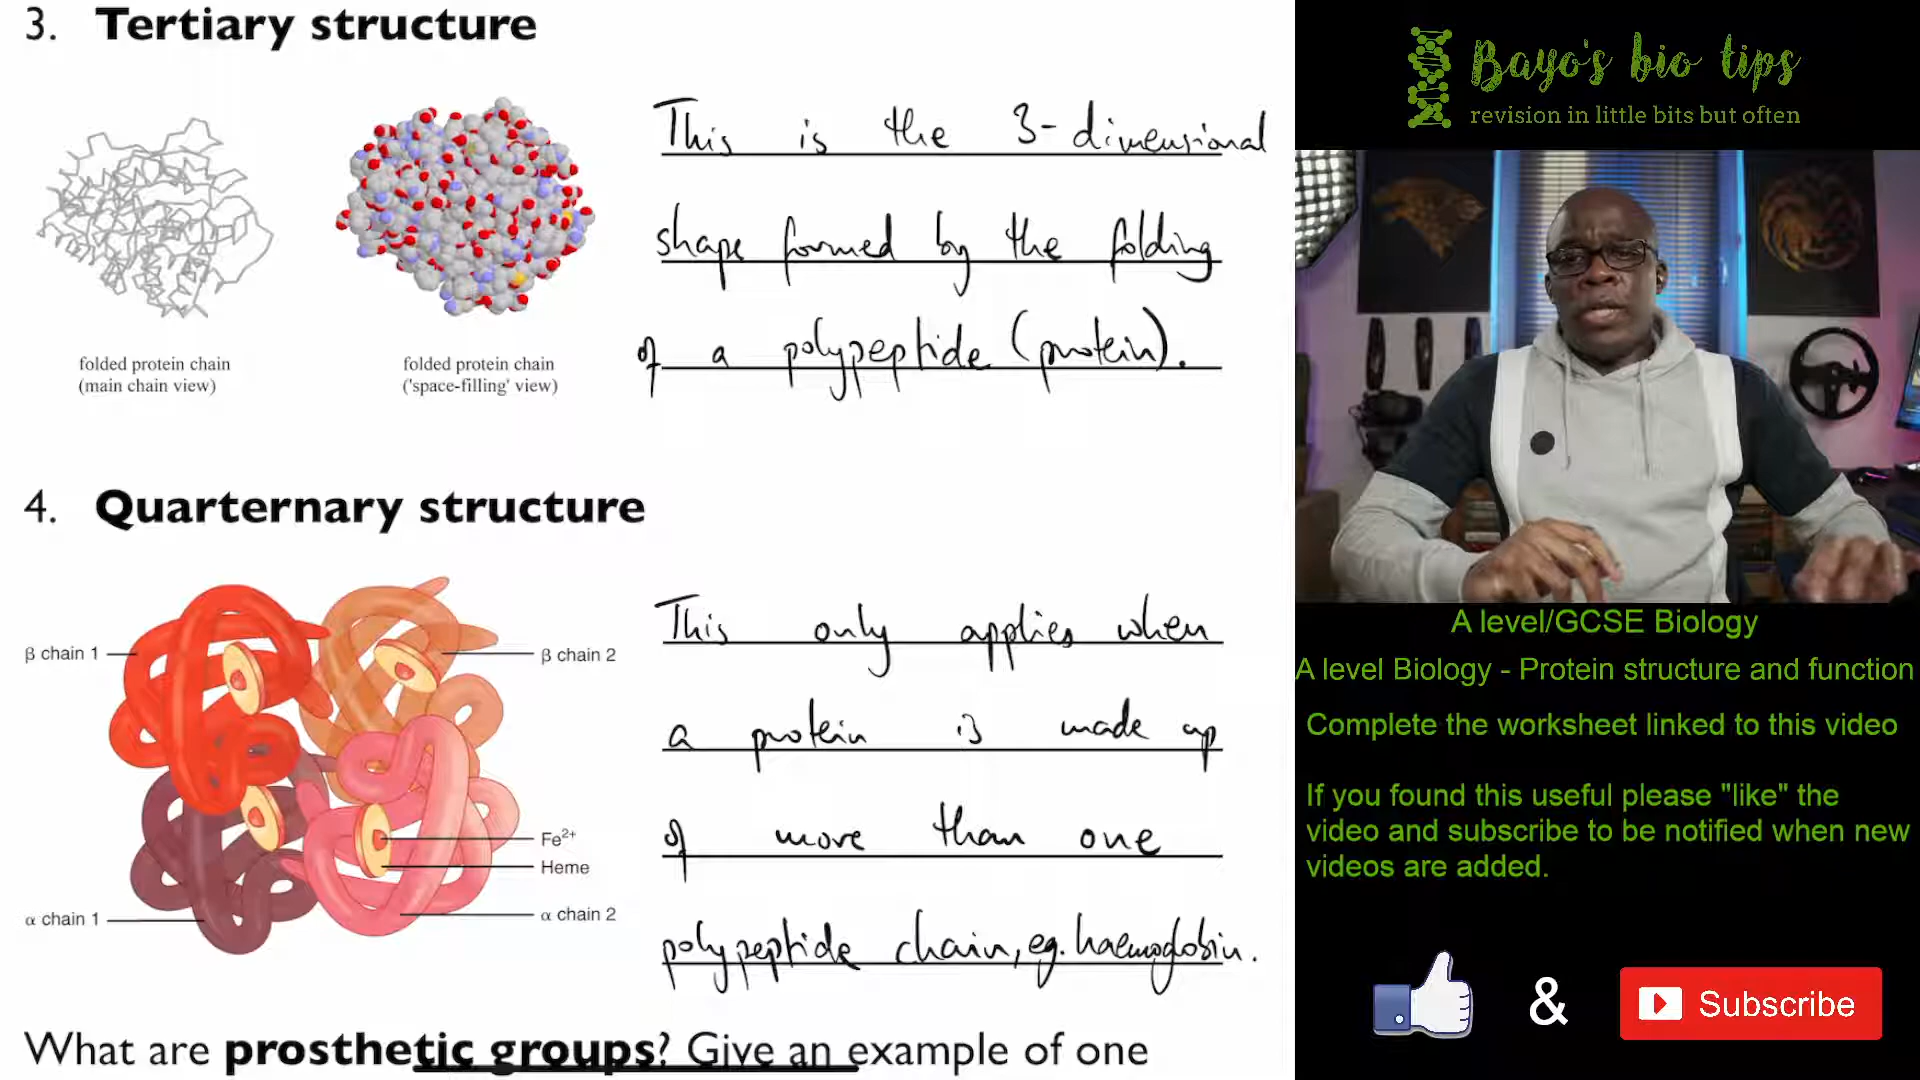 3. Tertiary structure
This is the 3-dimensional
shape formed by the folding
of a polypeptide (protein).
folded protein chain
(main chain view)
folded protein chain
('space-filling' view)
4. Quarternary structure
β chain 1
β chain 2
Fe²⁺
Heme
α chain 1
α chain 2
This only applies when
a protein is made up
of more than one
polypeptide chain, eg. haemoglobin.
What are prosthetic groups? Give an example of one
Bayo's bio tips
revision in little bits but often
A level/GCSE Biology
A level Biology - Protein structure and function
Complete the worksheet linked to this video
If you found this useful please "like" the
video and subscribe to be notified when new
videos are added.
&
Subscribe